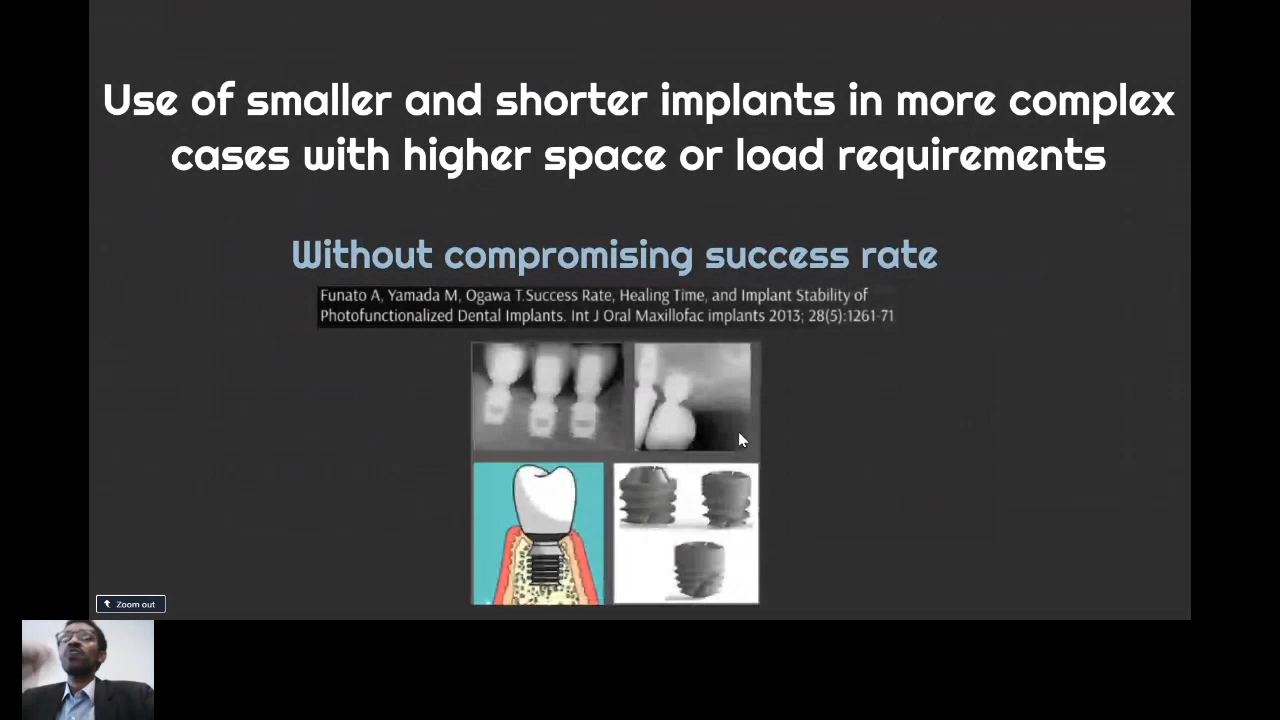 Use of smaller and shorter implants in more complex
cases with higher space or load requirements
Without compromising success rate
Funato A, Yamada M, Ogawa T.Success Rate, Healing Time, and Implant Stability of
Photofunctionalized Dental Implants. Int J Oral Maxillofac implants 2013; 28(5):1261-71
Zoom out